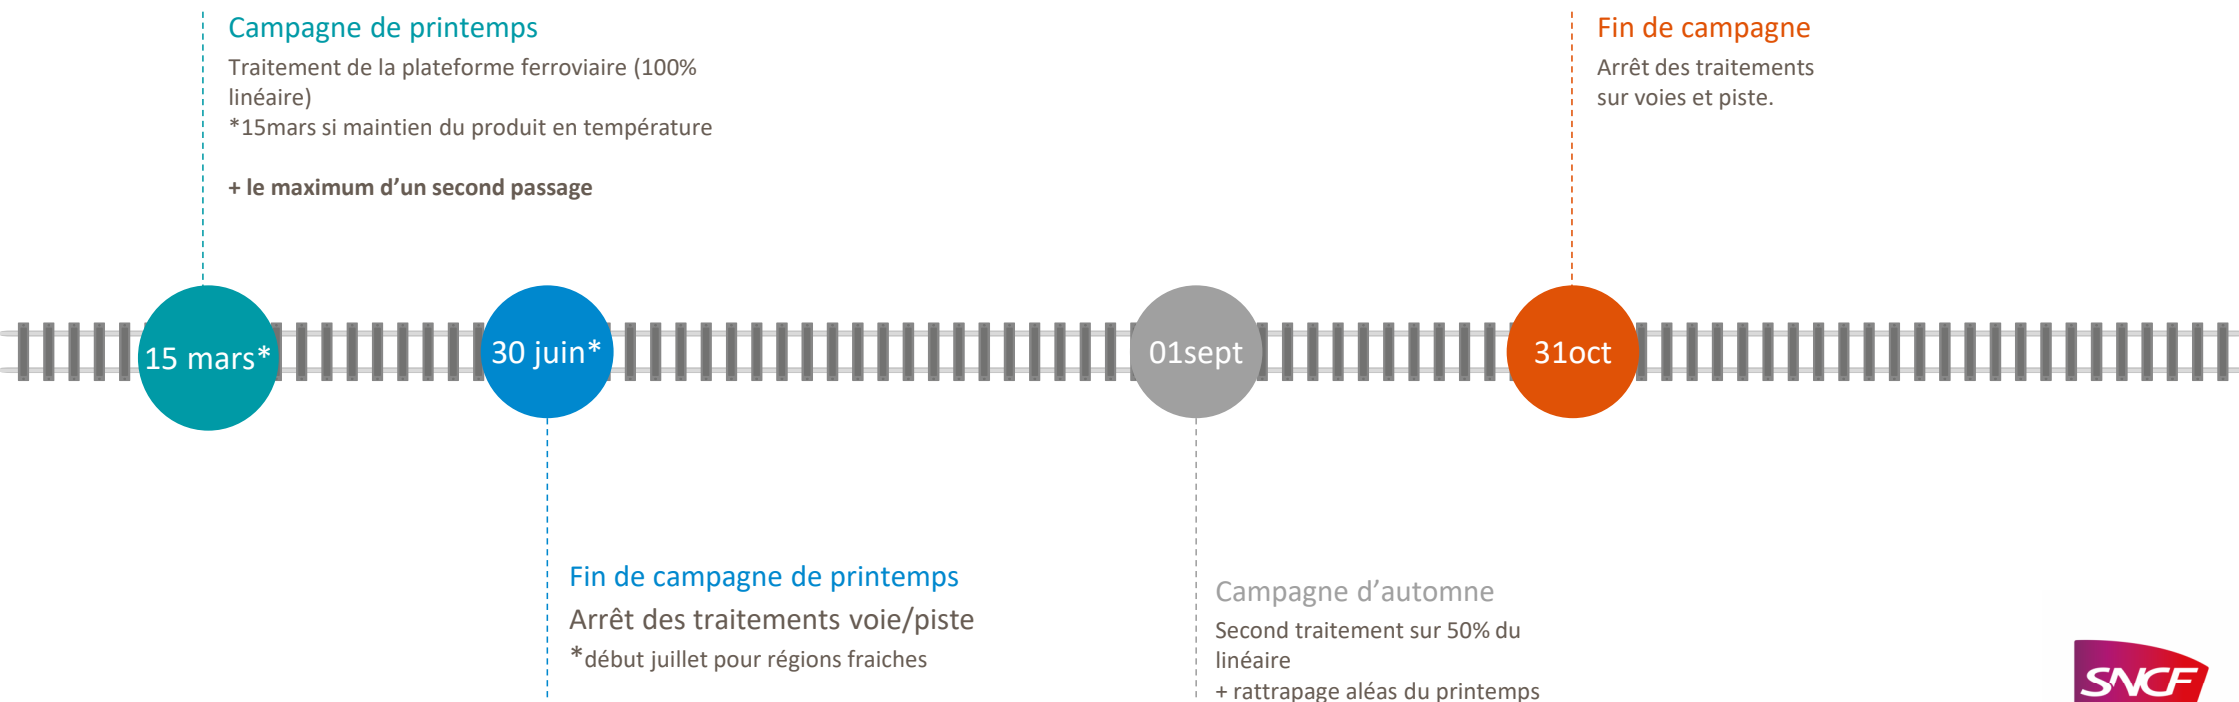 Campagne de printemps
Traitement de la plateforme ferroviaire (100%
linéaire)
*15mars si maintien du produit en température
+ le maximum d’un second passage
Fin de campagne
Arrêt des traitements
sur voies et piste.
15 mars*
30 juin*
01sept
31oct
Fin de campagne de printemps
Arrêt des traitements voie/piste
*début juillet pour régions fraiches
Campagne d’automne
Second traitement sur 50% du
linéaire
+ rattrapage aléas du printemps
SNCF